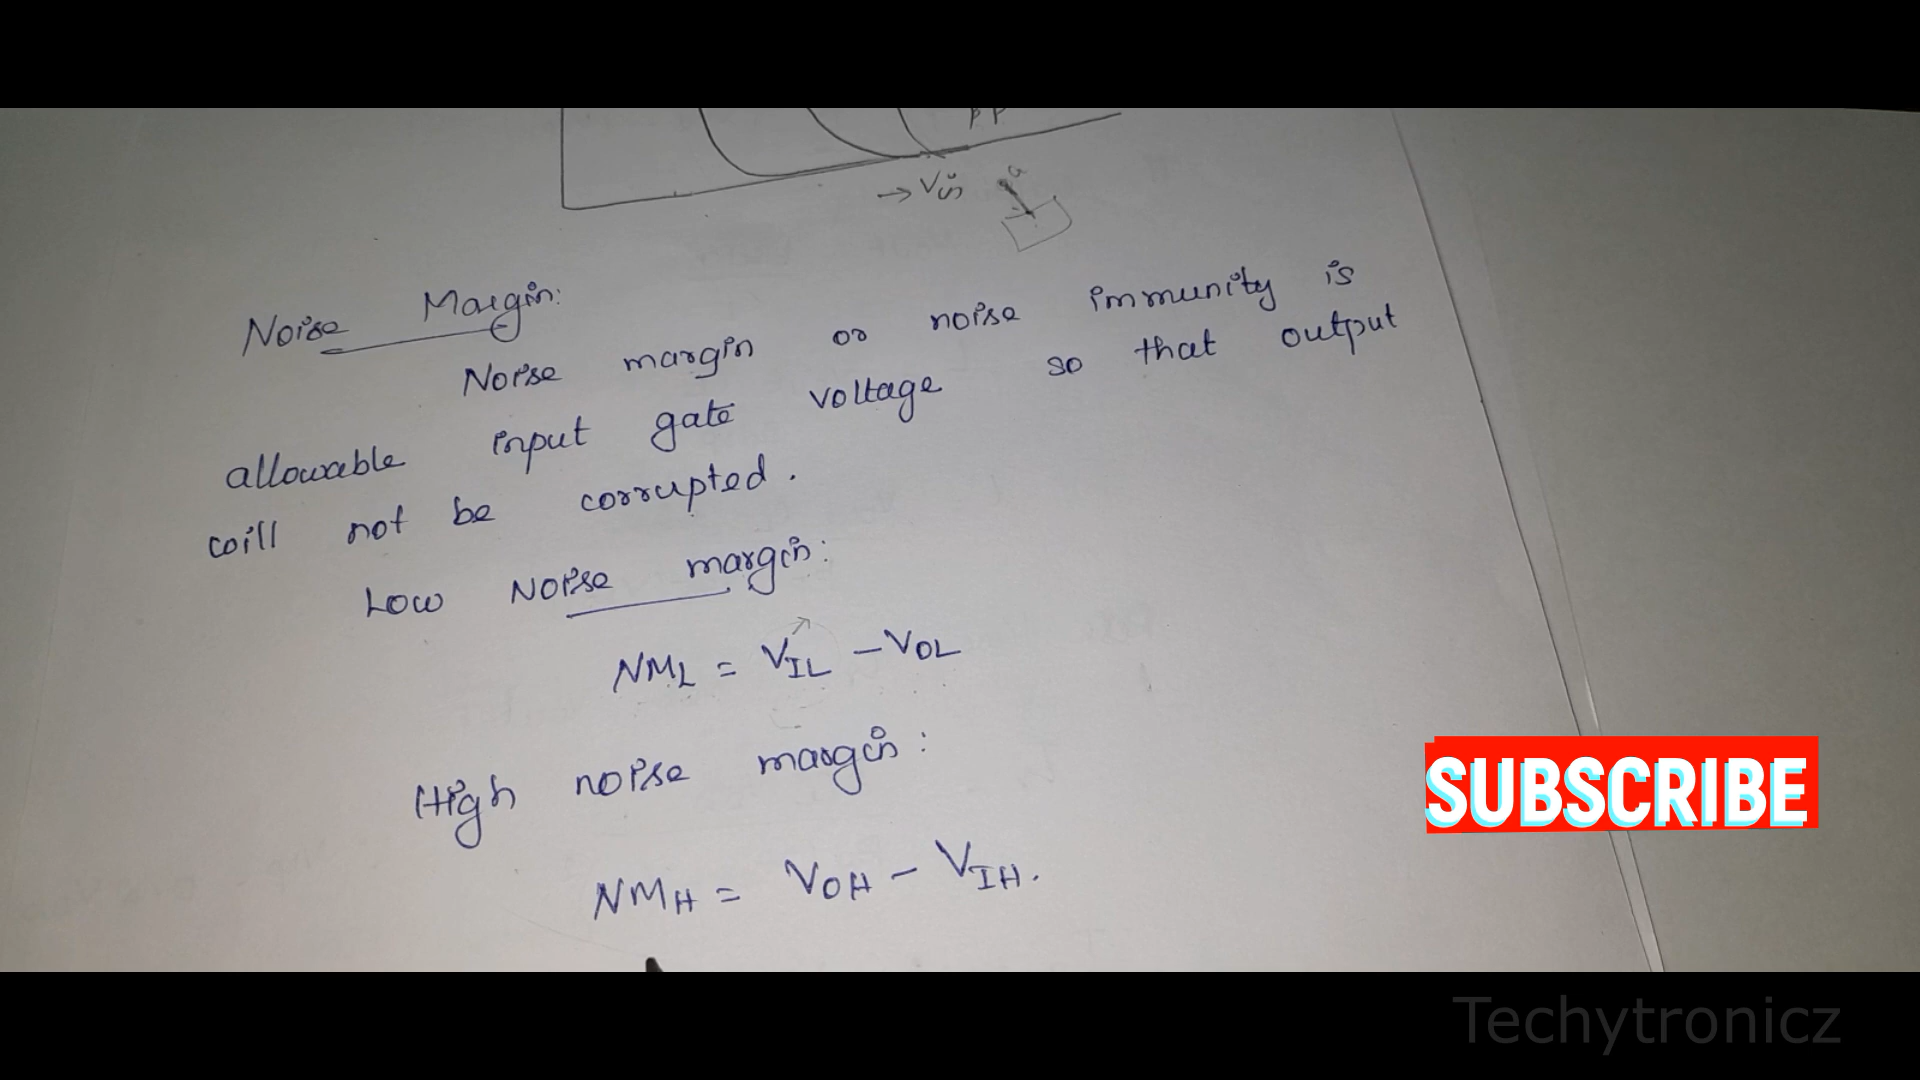 → Vin
Noise Margin:
Noise margin or noise immunity is
allowable input gate voltage so that output
will not be corrupted.
Low Noise margin:
NML = VIL - VOL
High noise margin:
NMH = VOH - VIH.
SUBSCRIBE
Techytronicz